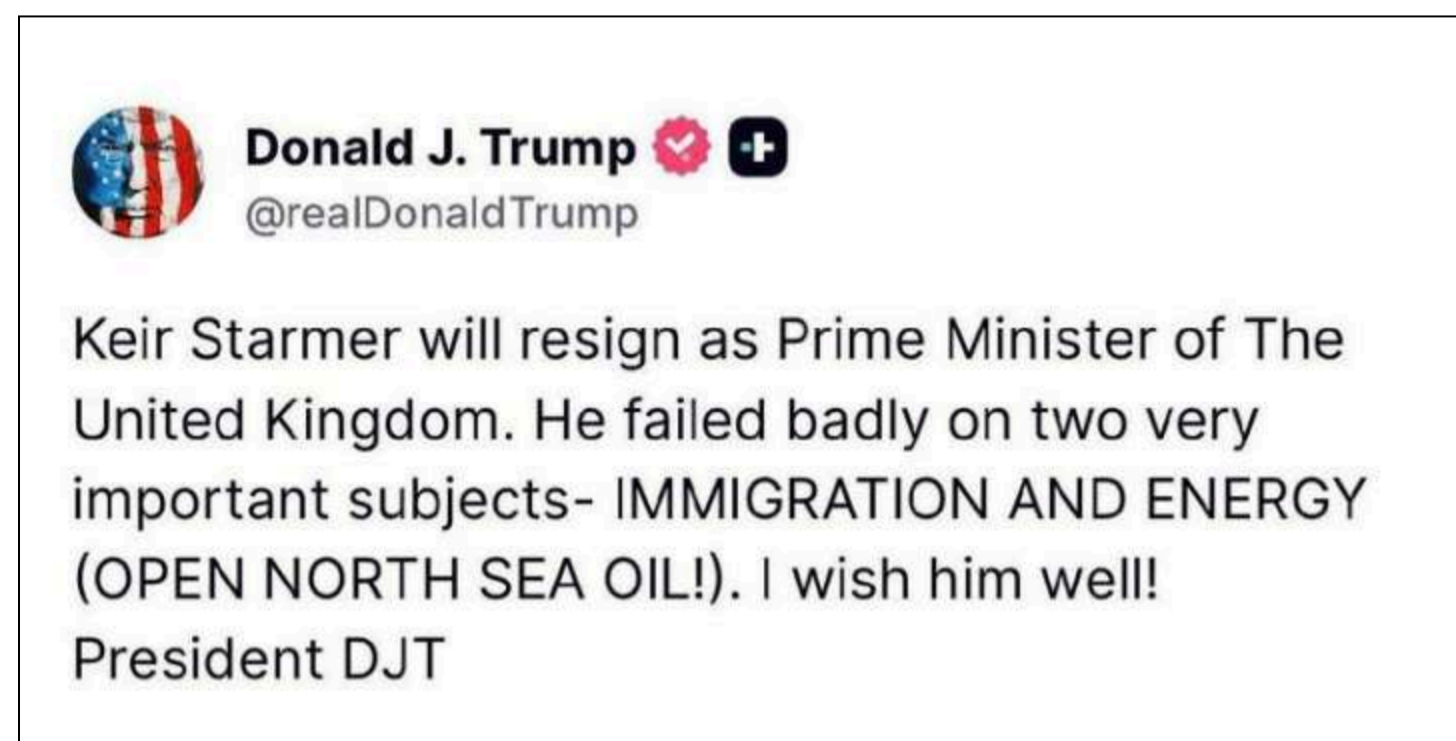 Donald J. Trump
@realDonaldTrump
Keir Starmer will resign as Prime Minister of The
United Kingdom. He failed badly on two very
important subjects- IMMIGRATION AND ENERGY
(OPEN NORTH SEA OIL!). I wish him well!
President DJT